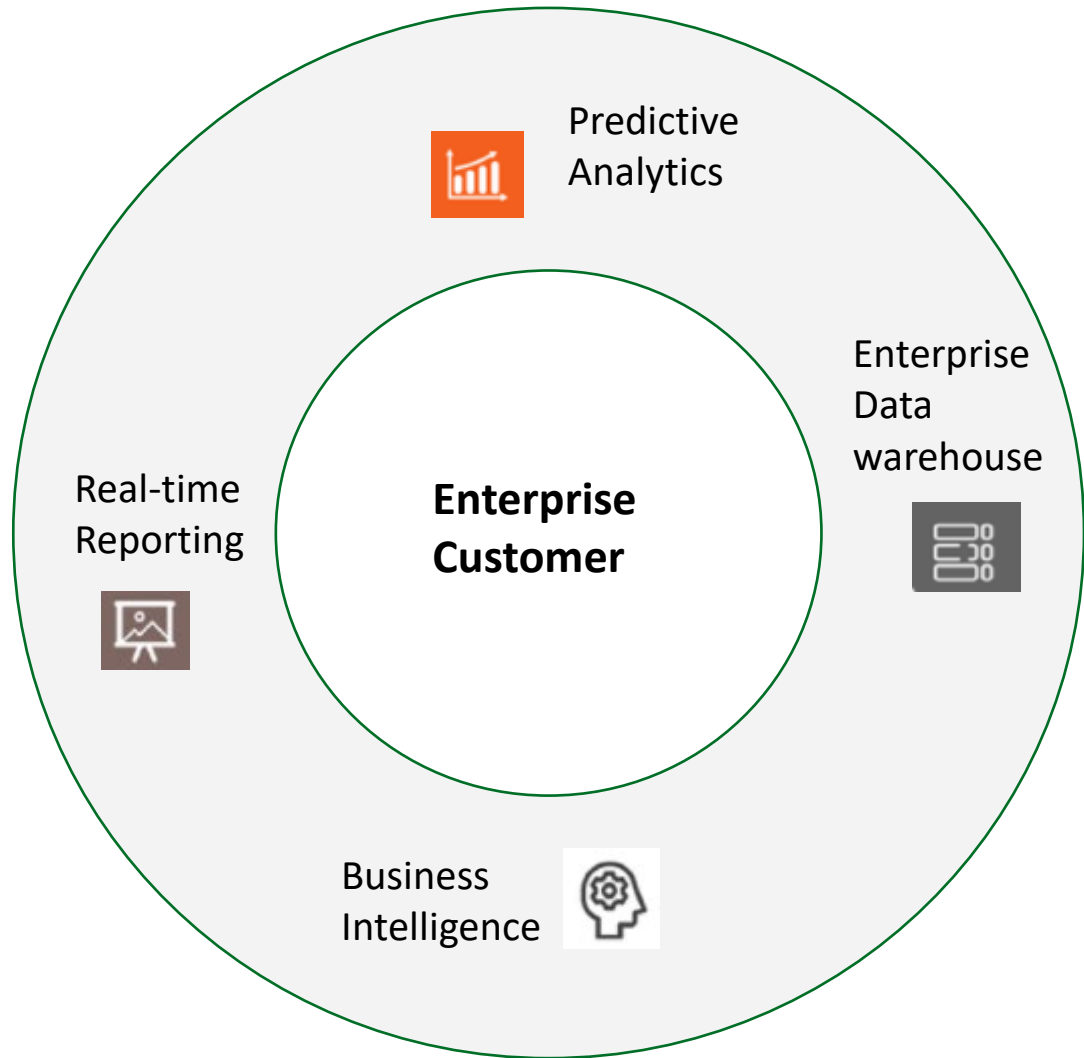 Predictive
Analytics
Enterprise
Data
warehouse
Real-time
Reporting
Enterprise
Customer
Business
Intelligence